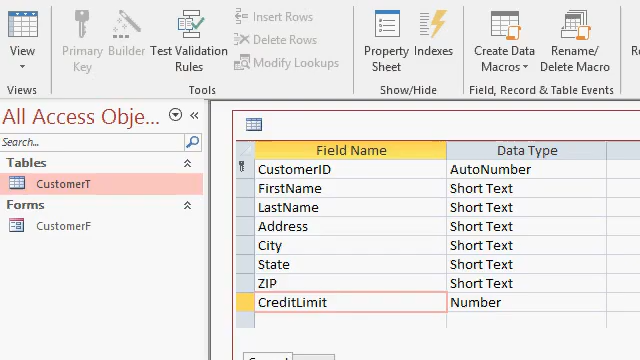 View
Primary Key
Builder
Test Validation Rules
Insert Rows
Delete Rows
Modify Lookups
Property Sheet
Indexes
Create Data Macros
Rename/ Delete Macro
Views
Tools
Show/Hide
Field, Record & Table Events
All Access Obje...
Search...
Tables
CustomerT
Forms
CustomerF
Field Name Data Type
CustomerID AutoNumber
FirstName Short Text
LastName Short Text
Address Short Text
City Short Text
State Short Text
ZIP Short Text
CreditLimit Number